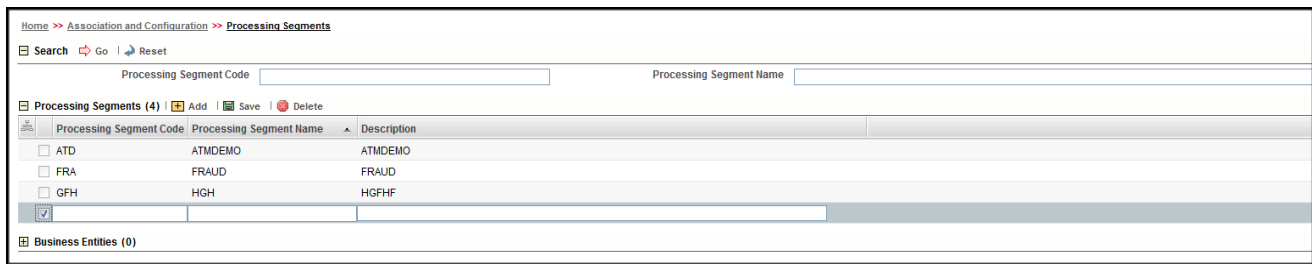 Home >> Association and Configuration >> Processing Segments
Search Go | Reset
Processing Segment Code Processing Segment Name
Processing Segments (4) | Add | Save | Delete
Processing Segment Code Processing Segment Name Description
ATD ATMDEMO ATMDEMO
FRA FRAUD FRAUD
GFH HGH HGFHF
Business Entities (0)